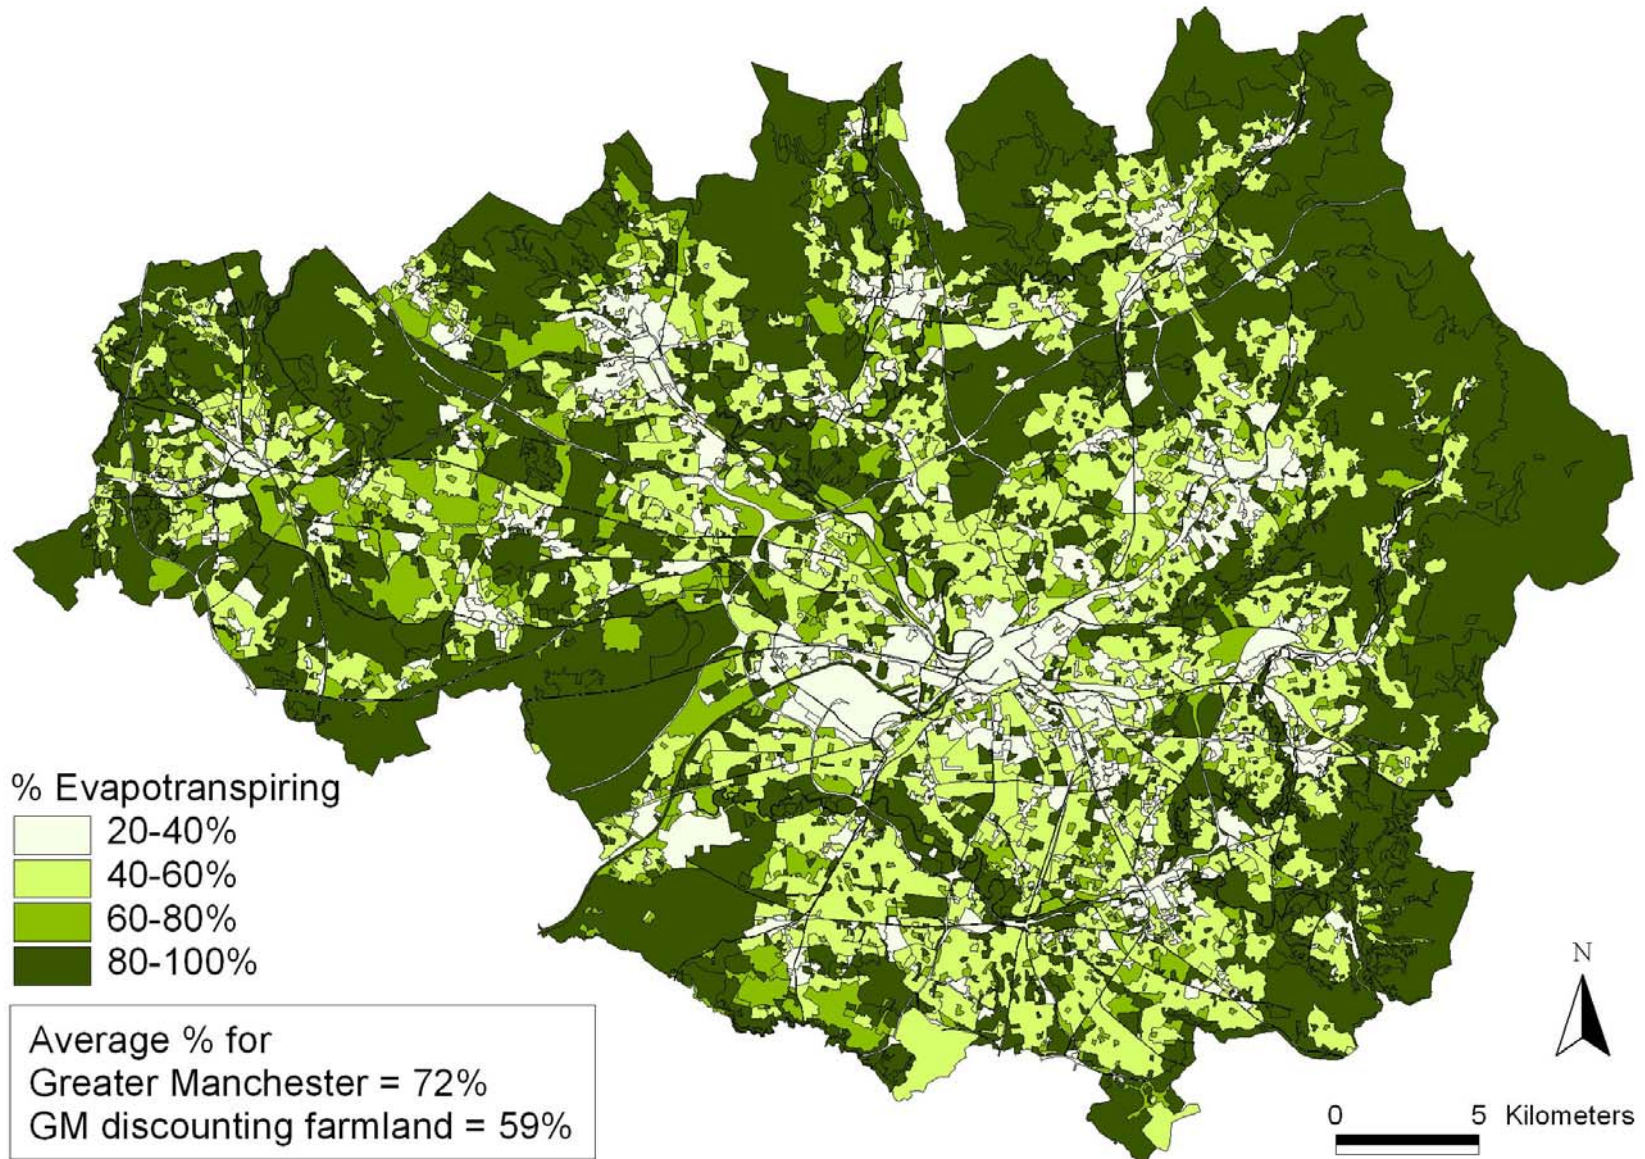 % Evapotranspiring
20-40%
40-60%
60-80%
80-100%
Average % for
Greater Manchester = 72%
GM discounting farmland = 59%
N
0 5 Kilometers